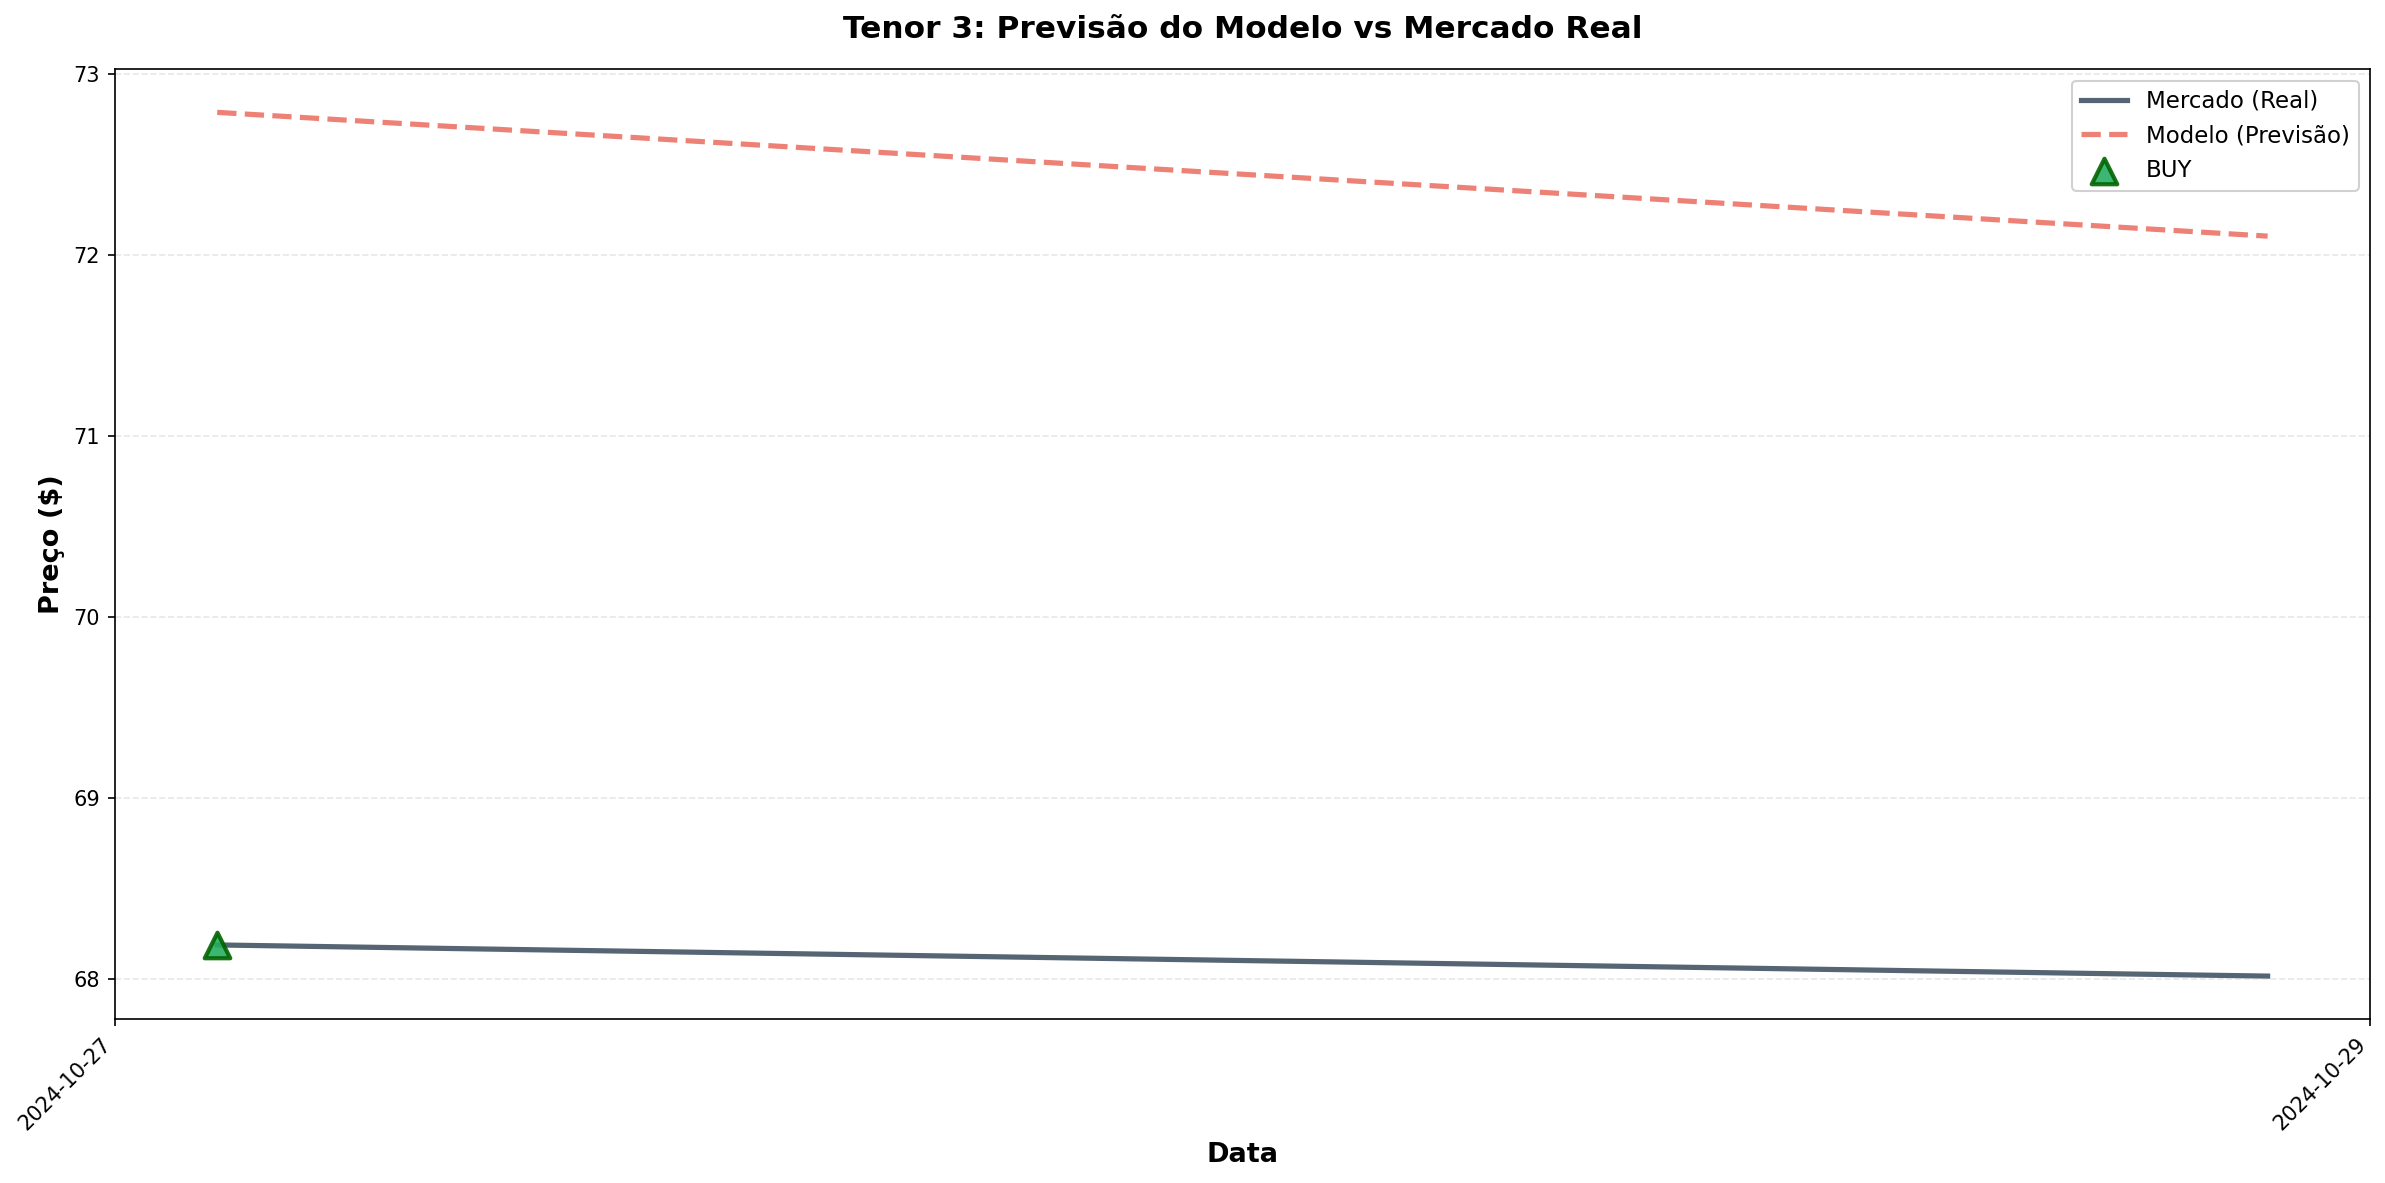 Tenor 3: Previsão do Modelo vs Mercado Real
Mercado (Real)
Modelo (Previsão)
BUY
Preço ($)
73
72
71
70
69
68
2024-10-27
2024-10-29
Data